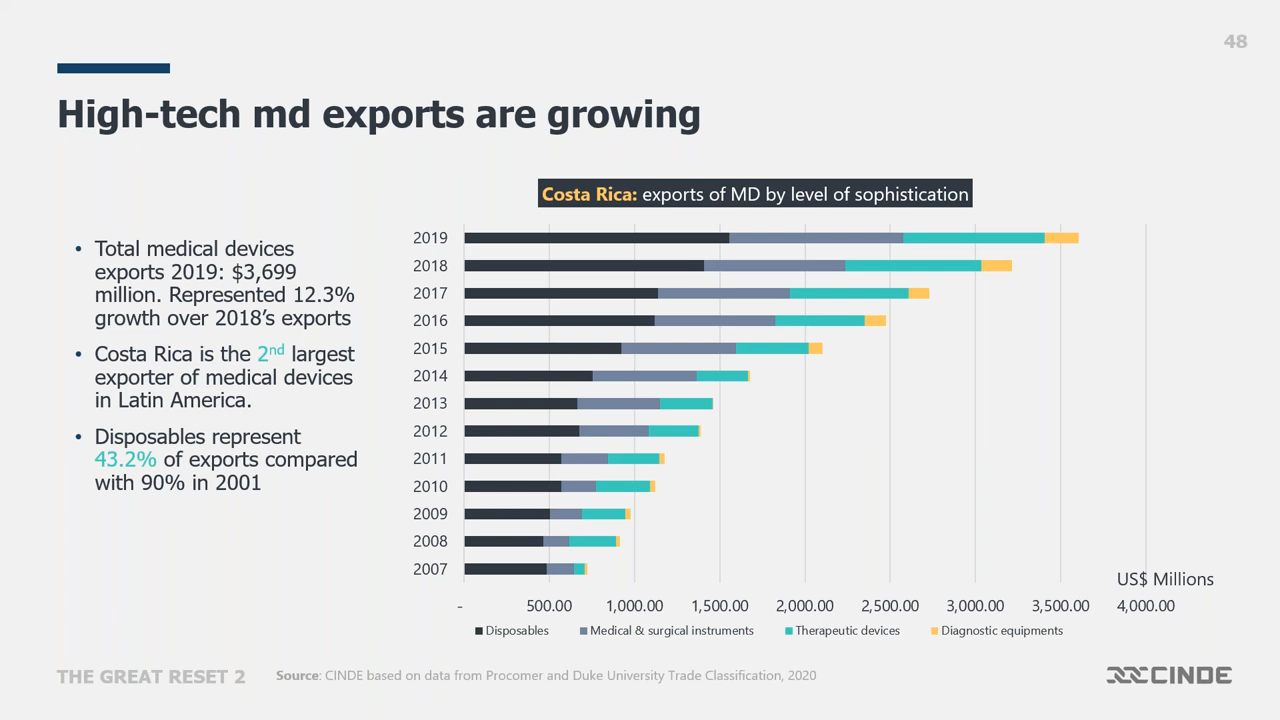 48
High-tech md exports are growing
Costa Rica: exports of MD by level of sophistication
• Total medical devices
exports 2019: $3,699
million. Represented 12.3%
growth over 2018’s exports
• Costa Rica is the 2nd largest
exporter of medical devices
in Latin America.
• Disposables represent
43.2% of exports compared
with 90% in 2001
2019
2018
2017
2016
2015
2014
2013
2012
2011
2010
2009
2008
2007
US$ Millions
- 500.00 1,000.00 1,500.00 2,000.00 2,500.00 3,000.00 3,500.00 4,000.00
Disposables Medical & surgical instruments Therapeutic devices Diagnostic equipments
THE GREAT RESET 2
Source: CINDE based on data from Procomer and Duke University Trade Classification, 2020
CINDE